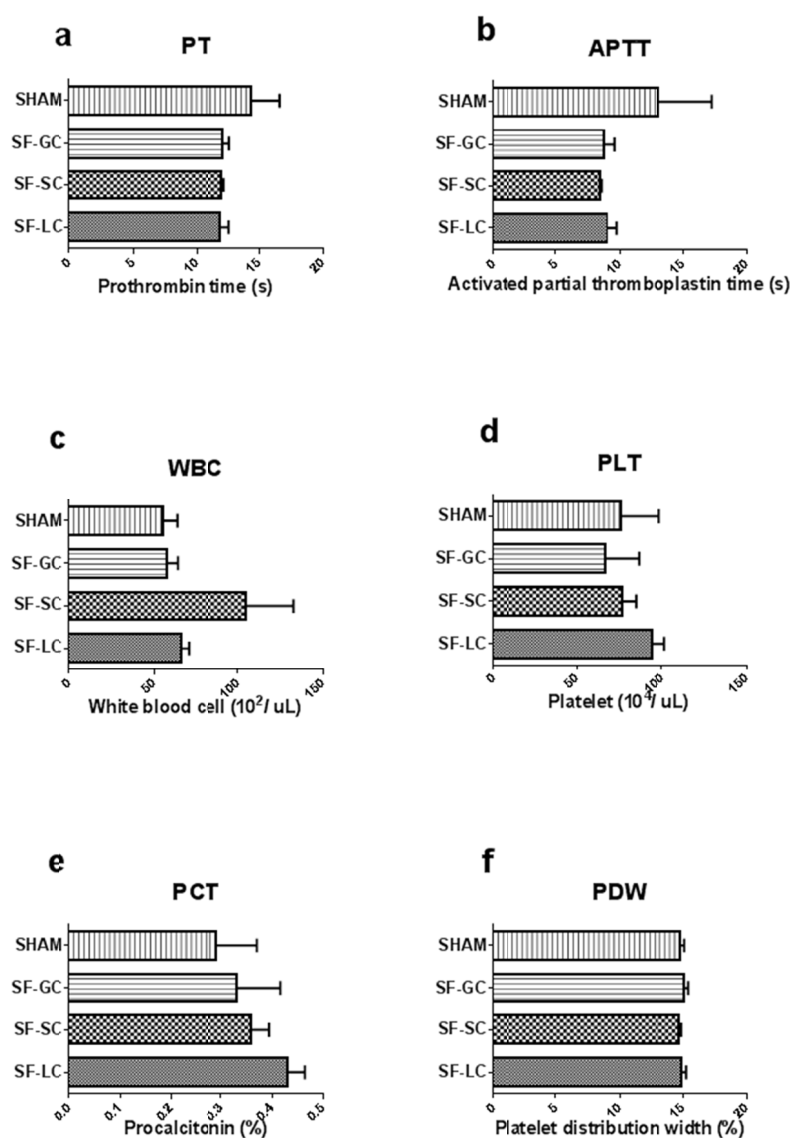 a
PT
SHAM
SF-GC
SF-SC
SF-LC
0 5 10 15 20
Prothrombin time (s)
b
APTT
SHAM
SF-GC
SF-SC
SF-LC
0 5 10 15 20
Activated partial thromboplastin time (s)
c
WBC
SHAM
SF-GC
SF-SC
SF-LC
0 50 100 150
White blood cell (10²/ uL)
d
PLT
SHAM
SF-GC
SF-SC
SF-LC
0 50 100 150
Platelet (10⁴/ uL)
e
PCT
SHAM
SF-GC
SF-SC
SF-LC
0.0 0.1 0.2 0.3 0.4 0.5
Procalcitonin (%)
f
PDW
SHAM
SF-GC
SF-SC
SF-LC
0 5 10 15 20
Platelet distribution width (%)